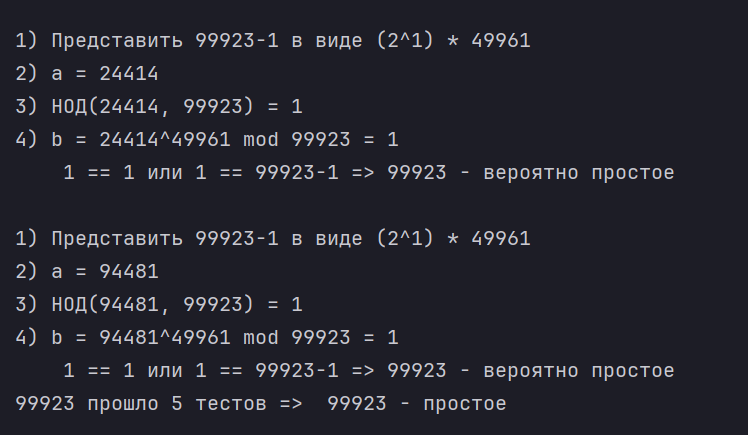 1) Представить 99923-1 в виде (2^1) * 49961
2) a = 24414
3) НОД(24414, 99923) = 1
4) b = 24414^49961 mod 99923 = 1
    1 == 1 или 1 == 99923-1 => 99923 - вероятно простое

1) Представить 99923-1 в виде (2^1) * 49961
2) a = 94481
3) НОД(94481, 99923) = 1
4) b = 94481^49961 mod 99923 = 1
    1 == 1 или 1 == 99923-1 => 99923 - вероятно простое
99923 прошло 5 тестов =>  99923 - простое